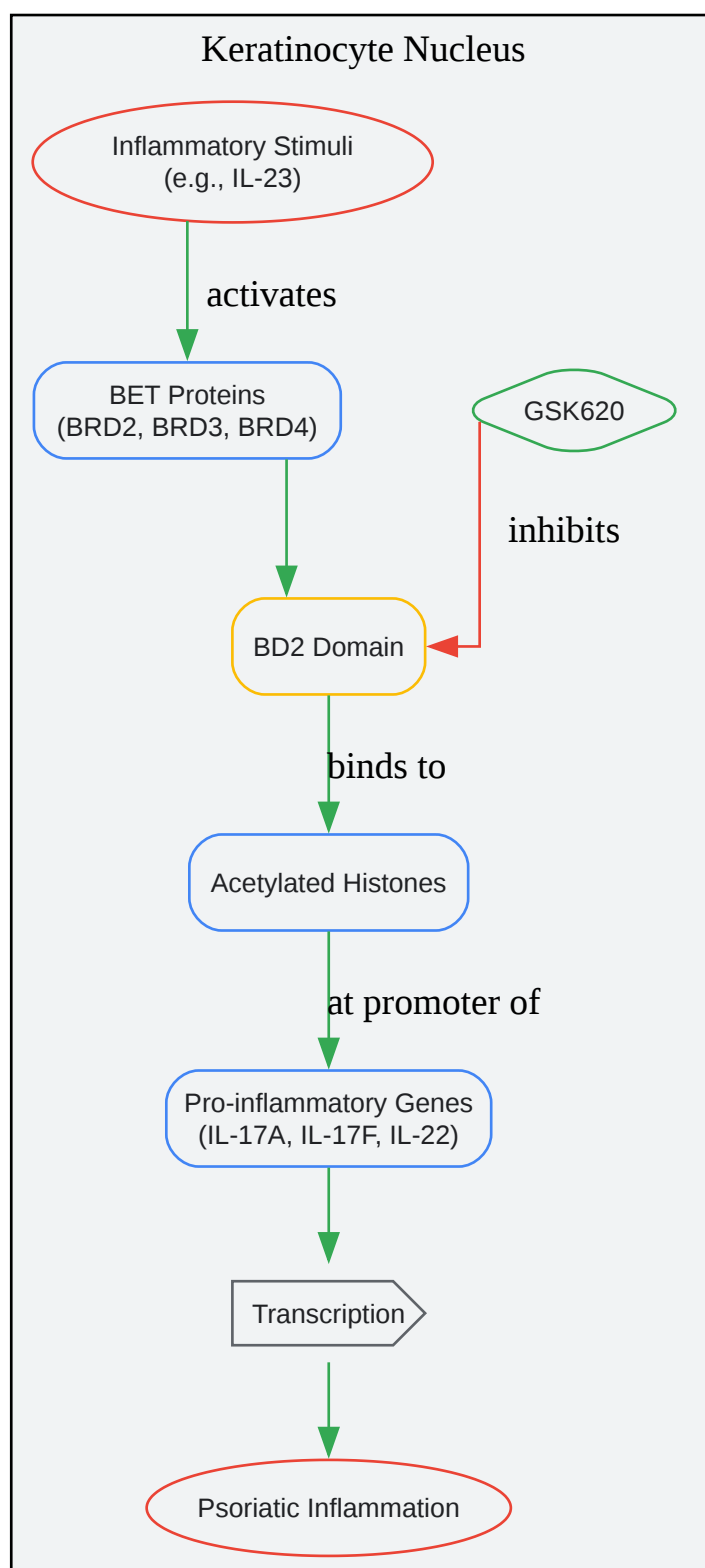 Keratinocyte Nucleus
Inflammatory Stimuli
(e.g., IL-23)
activates
BET Proteins
(BRD2, BRD3, BRD4)
GSK620
inhibits
BD2 Domain
binds to
Acetylated Histones
at promoter of
Pro-inflammatory Genes
(IL-17A, IL-17F, IL-22)
Transcription
Psoriatic Inflammation